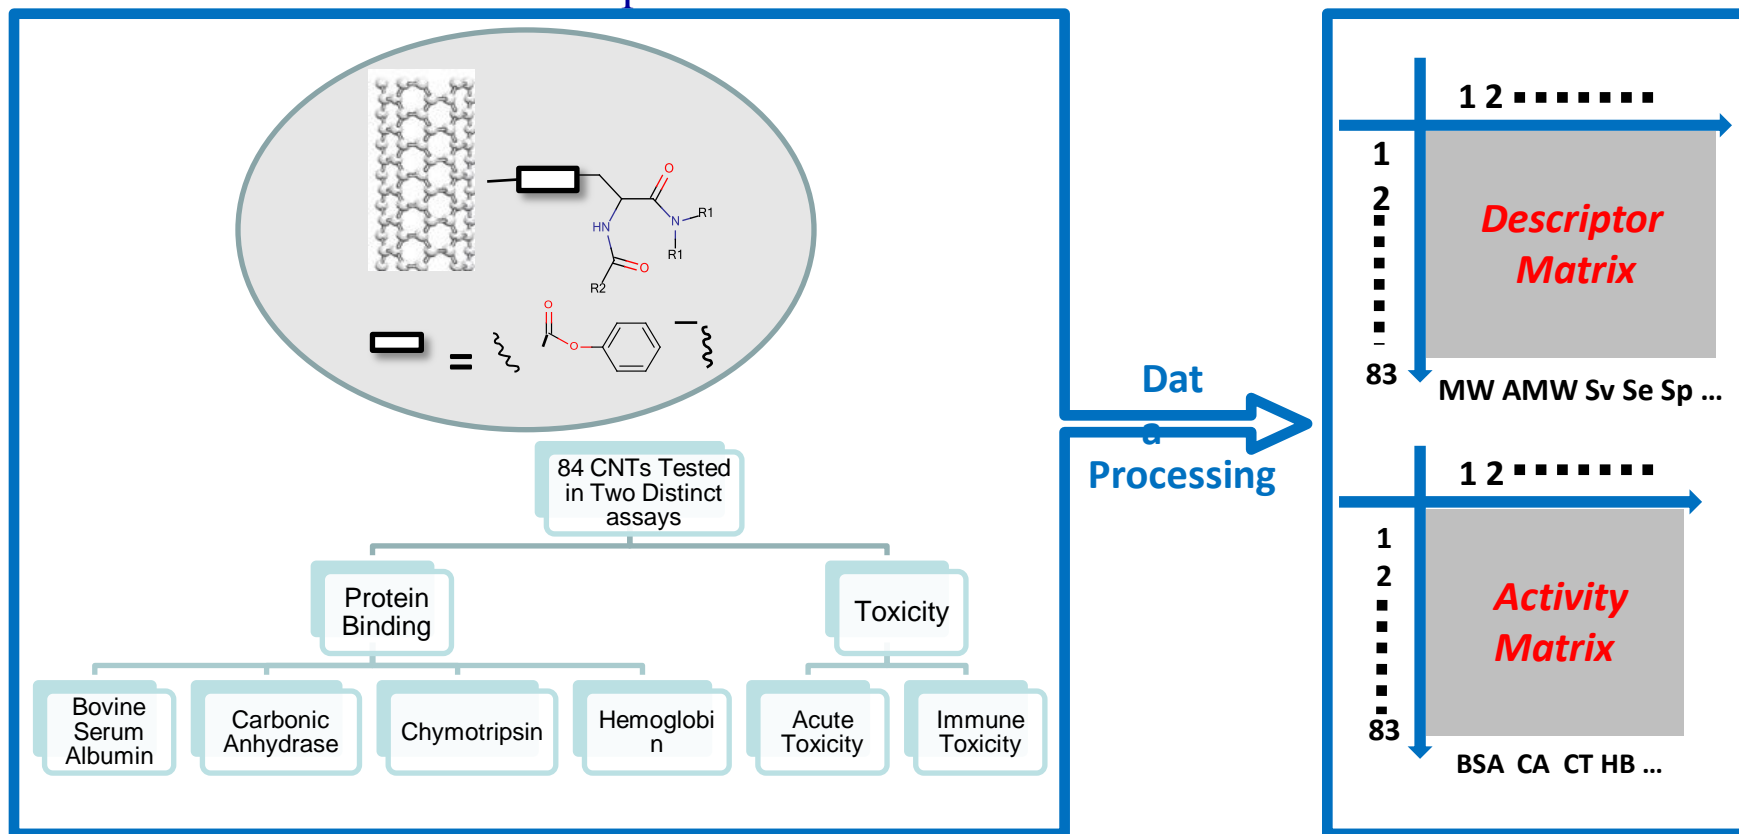 O
HN
N
R1
R1
O
R2
O
O
=
84 CNTs Tested
in Two Distinct
assays
Protein
Binding
Toxicity
Bovine
Serum
Albumin
Carbonic
Anhydrase
Chymotripsin
Hemoglobi
n
Acute
Toxicity
Immune
Toxicity
Dat
a
Processing
1 2
1
2
83
Descriptor
Matrix
MW AMW Sv Se Sp ...
1 2
1
2
83
Activity
Matrix
BSA CA CT HB ...